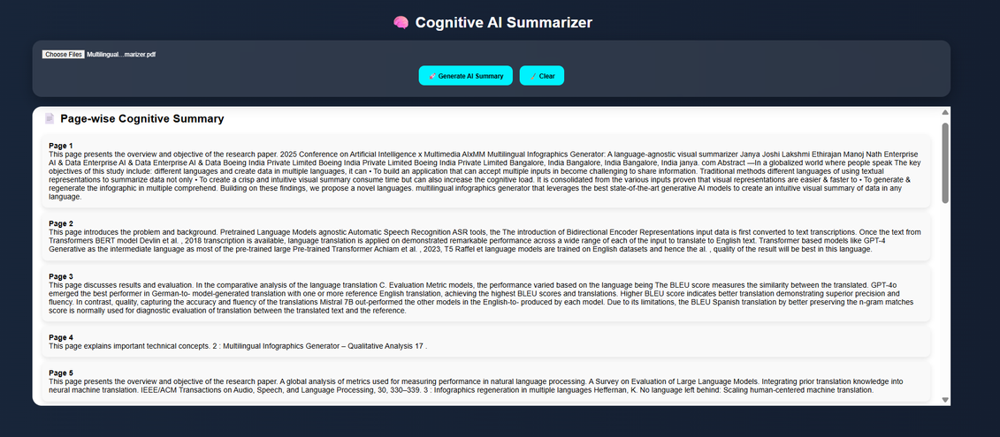 Cognitive AI Summarizer
Choose Files Multilingual...marizer.pdf
Generate AI Summary Clear
Page-wise Cognitive Summary
Page 1
This page presents the overview and objective of the research paper. 2025 Conference on Artificial Intelligence x Multimedia AIxMM Multilingual Infographics Generator: A language-agnostic visual summarizer Janya Joshi Lakshmi Ethirajan Manoj Nath Enterprise
AI & Data Enterprise AI & Data Enterprise AI & Data Boeing India Private Limited Boeing India Private Limited Boeing India Private Limited Bangalore, India Bangalore, India Bangalore, India janya. com Abstract —In a globalized world where people speak The key
objectives of this study include: different languages and create data in multiple languages, it can • To build an application that can accept multiple inputs in become challenging to share information. Traditional methods different languages of using textual
representations to summarize data not only • To create a crisp and intuitive visual summary consume time but can also increase the cognitive load. It is consolidated from the various inputs proven that visual representations are easier & faster to • To generate &
regenerate the infographic in multiple comprehend. Building on these findings, we propose a novel languages. multilingual infographics generator that leverages the best state-of-the-art generative AI models to create an intuitive visual summary of data in any
language.
Page 2
This page introduces the problem and background. Pretrained Language Models agnostic Automatic Speech Recognition ASR tools, the The introduction of Bidirectional Encoder Representations input data is first converted to text transcriptions. Once the text from
Transformers BERT model Devlin et al. , 2018 transcription is available, language translation is applied on demonstrated remarkable performance across a wide range of each of the input to translate to English text. Transformer based models like GPT-4
Generative as the intermediate language as most of the pre-trained large Pre-trained Transformer Achiam et al. , 2023, T5 Raffel et language models are trained on English datasets and hence the al. , quality of the result will be best in this language.
Page 3
This page discusses results and evaluation. In the comparative analysis of the language translation C. Evaluation Metric models, the performance varied based on the language being The BLEU score measures the similarity between the translated. GPT-4o
emerged the best performer in German-to- model-generated translation with one or more reference English translation, achieving the highest BLEU scores and translations. Higher BLEU score indicates better translation demonstrating superior precision and
fluency. In contrast, quality, capturing the accuracy and fluency of the translations Mistral 7B out-performed the other models in the English-to- produced by each model. Due to its limitations, the BLEU Spanish translation by better preserving the n-gram matches
score is normally used for diagnostic evaluation of translation between the translated text and the reference.
Page 4
This page explains important technical concepts. 2 : Multilingual Infographics Generator – Qualitative Analysis 17 .
Page 5
This page presents the overview and objective of the research paper. A global analysis of metrics used for measuring performance in natural language processing. A Survey on Evaluation of Large Language Models. Integrating prior translation knowledge into
neural machine translation. IEEE/ACM Transactions on Audio, Speech, and Language Processing, 30, 330–339. 3 : Infographics regeneration in multiple languages Heffernan, K. No language left behind: Scaling human-centered machine translation.